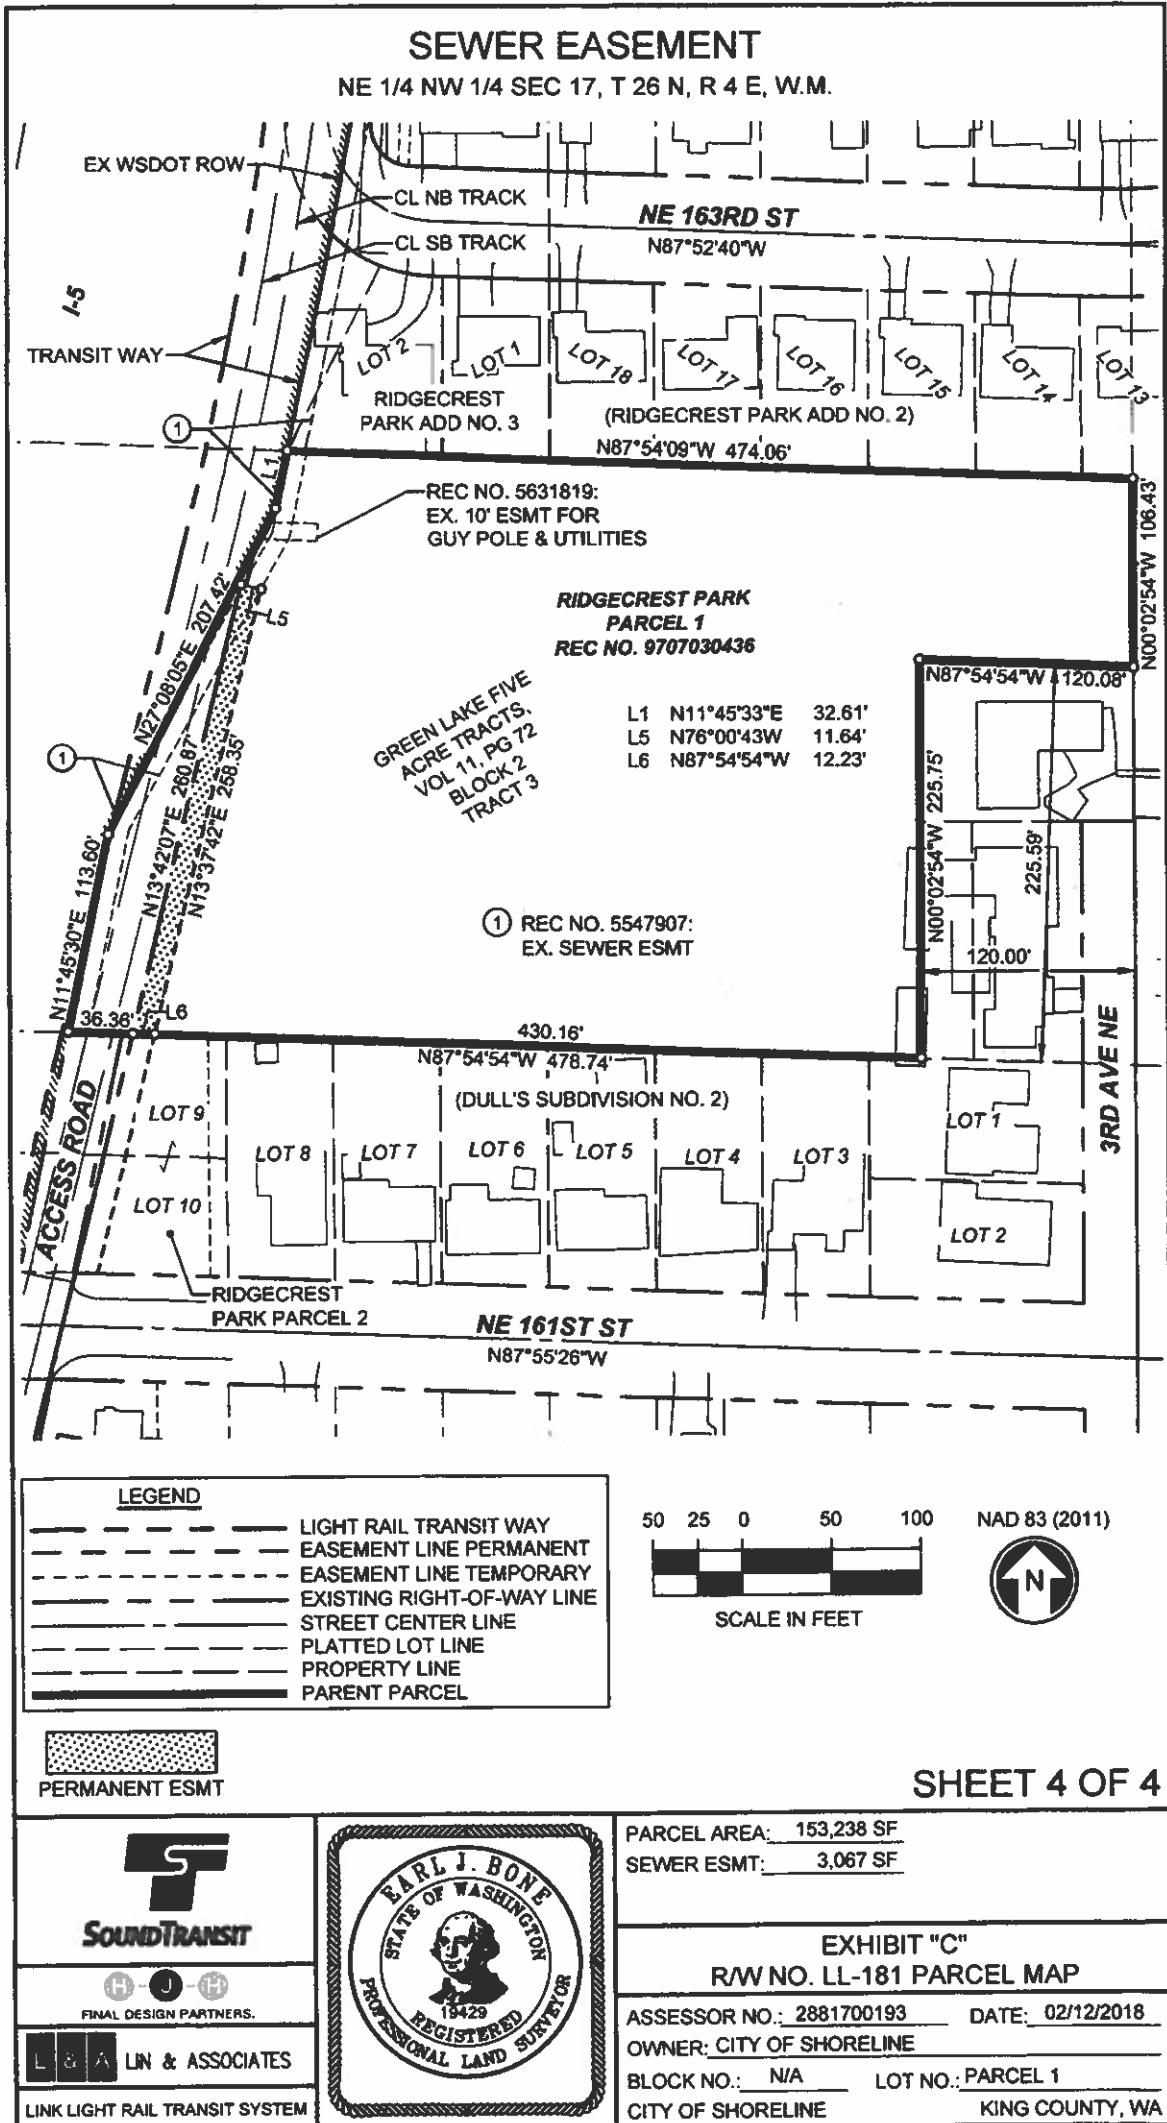 SEWER EASEMENT
NE 1/4 NW 1/4 SEC 17, T 26 N, R 4 E, W.M.
EX WSDOT ROW
CL NB TRACK
CL SB TRACK
NE 163RD ST
N87°52'40"W
I-5
TRANSIT WAY
LOT 2
LOT 1
LOT 18
LOT 17
LOT 16
LOT 15
LOT 14
LOT 13
RIDGECREST
PARK ADD NO. 3
(RIDGECREST PARK ADD NO. 2)
1
N87°54'09"W 474.06'
L1
REC NO. 5631819:
EX. 10' ESMT FOR
GUY POLE & UTILITIES
N00°02'54"W 106.43'
L5
RIDGECREST PARK
PARCEL 1
REC NO. 9707030436
N87°54'54"W 120.08'
N27°08'05"E 207.42'
GREEN LAKE FIVE
ACRE TRACTS,
VOL 11, PG 72
BLOCK 2
TRACT 3
L1 N11°45'33"E 32.61'
L5 N76°00'43W 11.64'
L6 N87°54'54"W 12.23'
1
N13°42'07"E 260.87'
N13°37'42"E 258.35'
N00°02'54"W 225.75'
225.59'
N11°45'30"E 113.60'
1 REC NO. 5547907:
EX. SEWER ESMT
120.00'
36.36'
L6
430.16'
N87°54'54"W 478.74'
3RD AVE NE
(DULL'S SUBDIVISION NO. 2)
ACCESS ROAD
LOT 9
LOT 8
LOT 7
LOT 6
LOT 5
LOT 4
LOT 3
LOT 1
LOT 10
LOT 2
RIDGECREST
PARK PARCEL 2
NE 161ST ST
N87°55'26"W
LEGEND
LIGHT RAIL TRANSIT WAY
EASEMENT LINE PERMANENT
EASEMENT LINE TEMPORARY
EXISTING RIGHT-OF-WAY LINE
STREET CENTER LINE
PLATTED LOT LINE
PROPERTY LINE
PARENT PARCEL
50 25 0 50 100
SCALE IN FEET
NAD 83 (2011)
N
PERMANENT ESMT
SHEET 4 OF 4
SOUNDTRANSIT
H J H
FINAL DESIGN PARTNERS.
L & A LIN & ASSOCIATES
LINK LIGHT RAIL TRANSIT SYSTEM
EARL J. BONE
STATE OF WASHINGTON
19429
REGISTERED
PROFESSIONAL LAND SURVEYOR
PARCEL AREA: 153,238 SF
SEWER ESMT: 3,067 SF
EXHIBIT "C"
R/W NO. LL-181 PARCEL MAP
ASSESSOR NO.: 2881700193 DATE: 02/12/2018
OWNER: CITY OF SHORELINE
BLOCK NO.: N/A LOT NO.: PARCEL 1
CITY OF SHORELINE KING COUNTY, WA